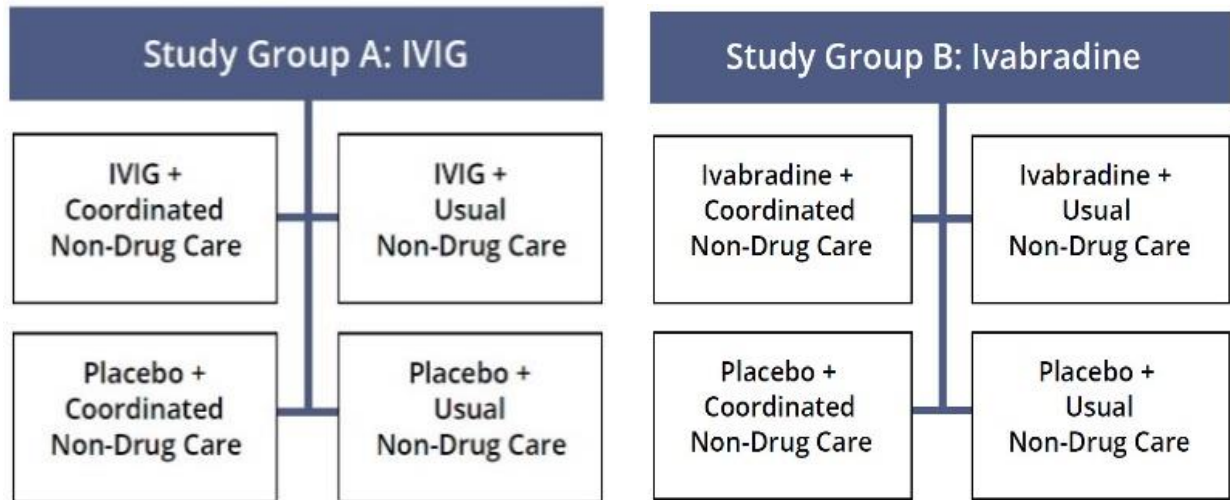 Study Group A: IVIG
IVIG +
Coordinated
Non-Drug Care
IVIG +
Usual
Non-Drug Care
Placebo +
Coordinated
Non-Drug Care
Placebo +
Usual
Non-Drug Care
Study Group B: Ivabradine
Ivabradine +
Coordinated
Non-Drug Care
Ivabradine +
Usual
Non-Drug Care
Placebo +
Coordinated
Non-Drug Care
Placebo +
Usual
Non-Drug Care